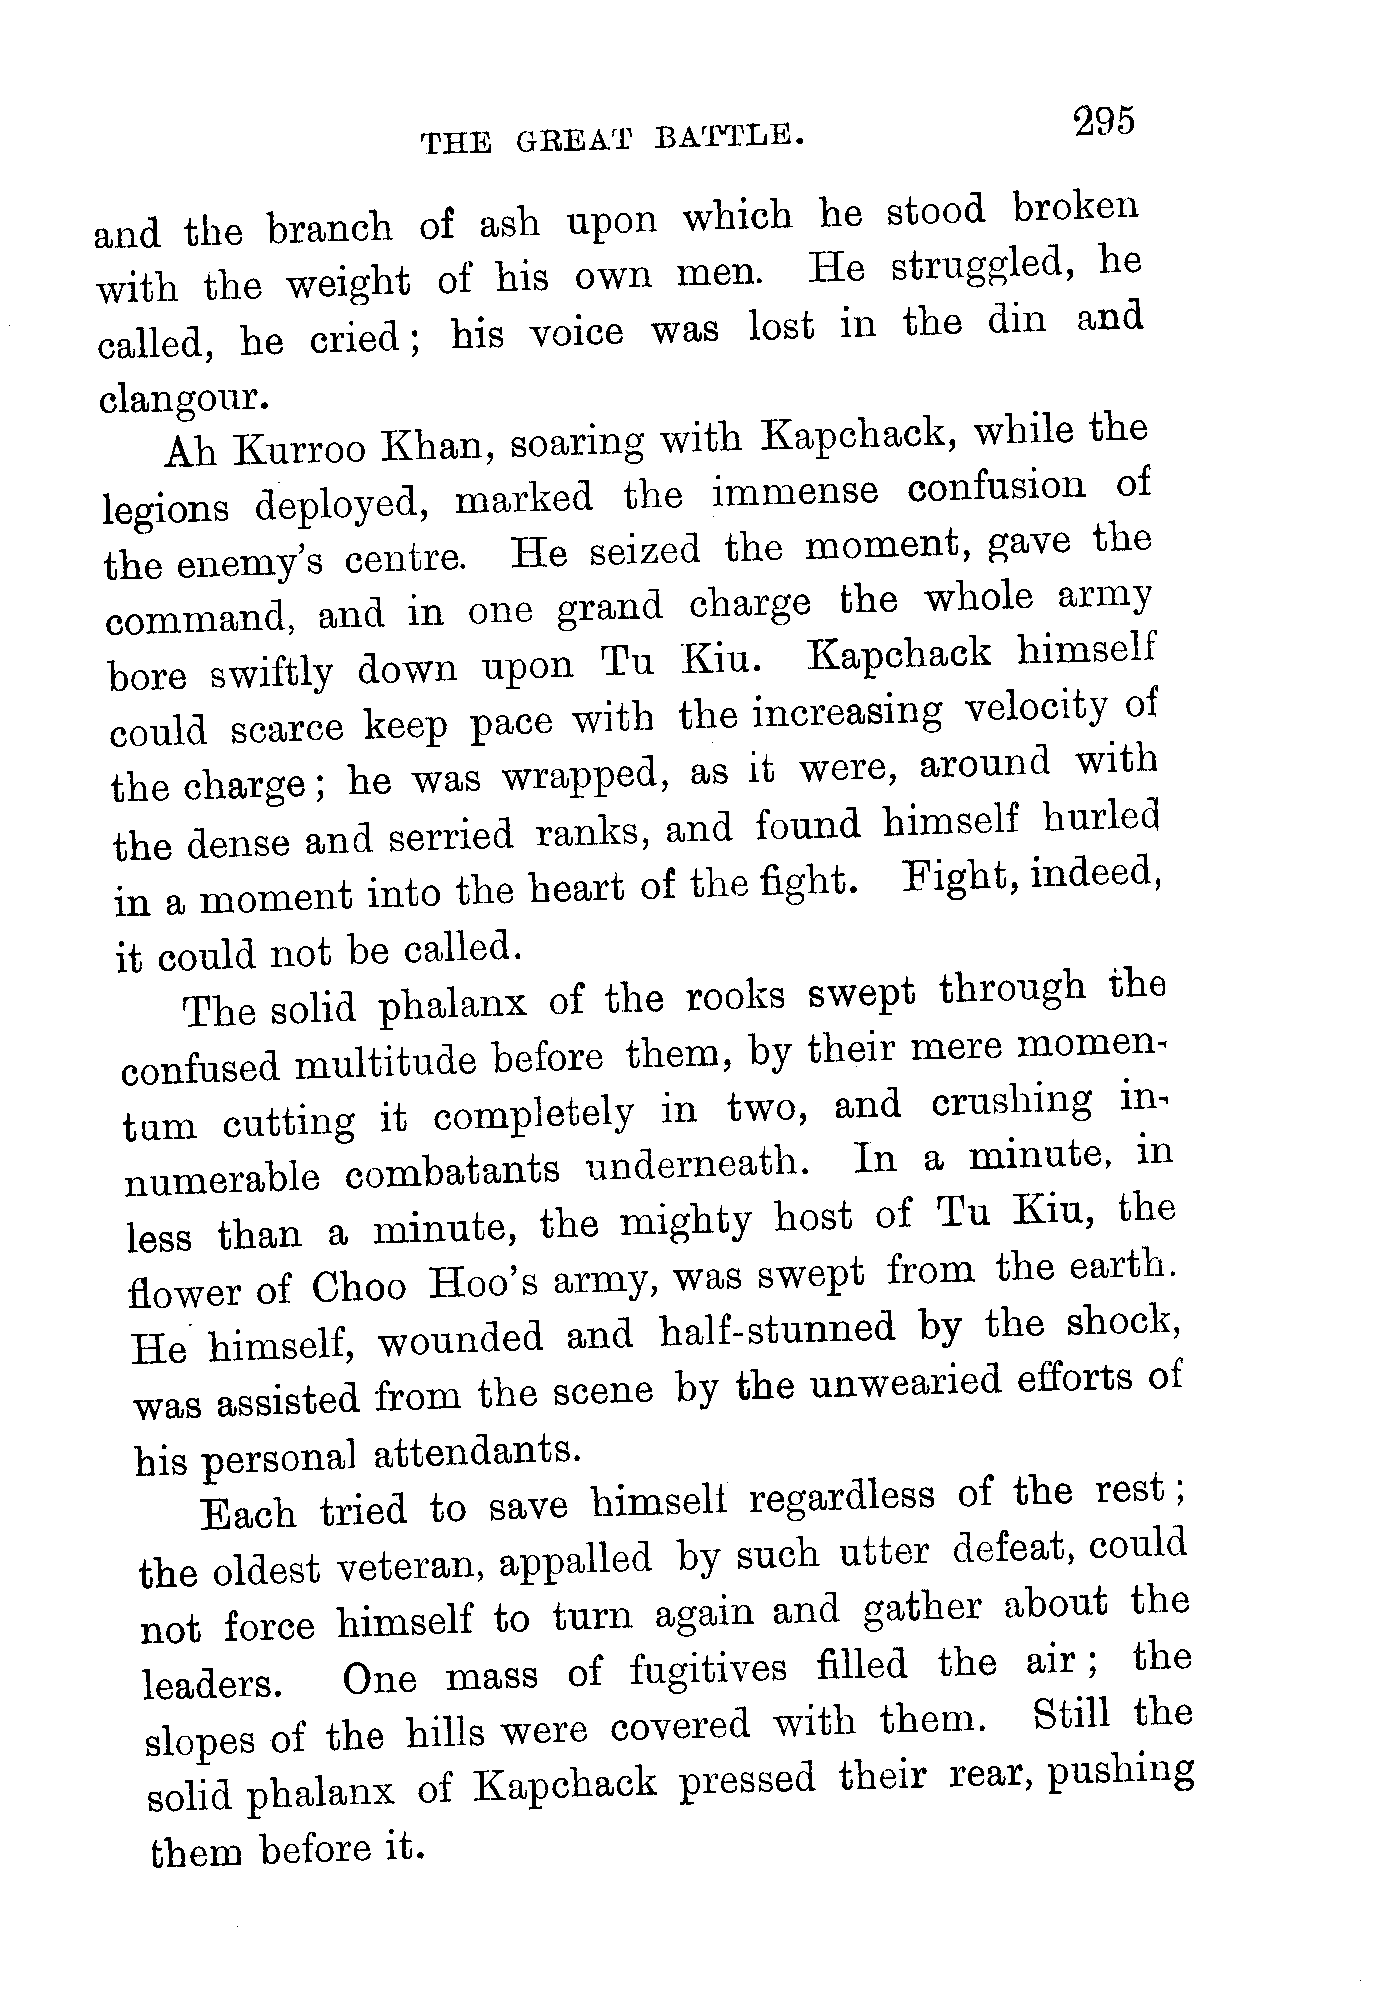 THE GREAT BATTLE. 295
and the branch of ash upon which he stood broken
with the weight of his own men. He struggled, he
called, he cried; his voice was lost in the din and
clangour.
Ah Kurroo Khan, soaring with Kapchack, while the
legions deployed, marked the immense confusion of
the enemy's centre. He seized the moment, gave the
command, and in one grand charge the whole army
bore swiftly down upon Tu Kiu. Kapchack himself
could scarce keep pace with the increasing velocity of
the charge; he was wrapped, as it were, around with
the dense and serried ranks, and found himself hurled
in a moment into the heart of the fight. Fight, indeed,
it could not be called.
The solid phalanx of the rooks swept through the
confused multitude before them, by their mere momen-
tum cutting it completely in two, and crushing in-
numerable combatants underneath. In a minute, in
less than a minute, the mighty host of Tu Kiu, the
flower of Choo Hoo's army, was swept from the earth.
He himself, wounded and half-stunned by the shock,
was assisted from the scene by the unwearied efforts of
his personal attendants.
Each tried to save himself regardless of the rest;
the oldest veteran, appalled by such utter defeat, could
not force himself to turn again and gather about the
leaders. One mass of fugitives filled the air; the
slopes of the hills were covered with them. Still the
solid phalanx of Kapchack pressed their rear, pushing
them before it.